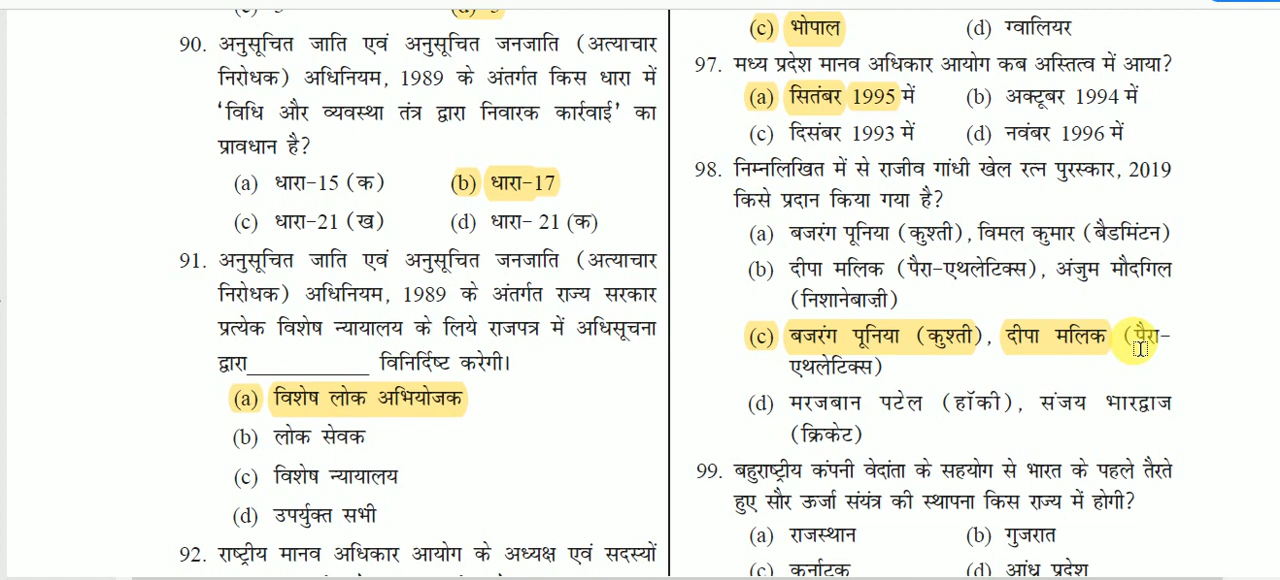 90. अनुसूचित जाति एवं अनुसूचित जनजाति (अत्याचार
निरोधक) अधिनियम, 1989 के अंतर्गत किस धारा में
‘विधि और व्यवस्था तंत्र द्वारा निवारक कार्रवाई’ का
प्रावधान है?
(a) धारा-15 (क) (b) धारा-17
(c) धारा-21 (ख) (d) धारा- 21 (क)
91. अनुसूचित जाति एवं अनुसूचित जनजाति (अत्याचार
निरोधक) अधिनियम, 1989 के अंतर्गत राज्य सरकार
प्रत्येक विशेष न्यायालय के लिये राजपत्र में अधिसूचना
द्वारा____________ विनिर्दिष्ट करेगी।
(a) विशेष लोक अभियोजक
(b) लोक सेवक
(c) विशेष न्यायालय
(d) उपर्युक्त सभी
92. राष्ट्रीय मानव अधिकार आयोग के अध्यक्ष एवं सदस्यों
(c) भोपाल (d) ग्वालियर
97. मध्य प्रदेश मानव अधिकार आयोग कब अस्तित्व में आया?
(a) सितंबर 1995 में (b) अक्टूबर 1994 में
(c) दिसंबर 1993 में (d) नवंबर 1996 में
98. निम्नलिखित में से राजीव गांधी खेल रत्न पुरस्कार, 2019
किसे प्रदान किया गया है?
(a) बजरंग पूनिया (कुश्ती), विमल कुमार (बैडमिंटन)
(b) दीपा मलिक (पैरा-एथलेटिक्स), अंजुम मौदगिल
(निशानेबाज़ी)
(c) बजरंग पूनिया (कुश्ती), दीपा मलिक (पैरा-
एथलेटिक्स)
(d) मरजबान पटेल (हॉकी), संजय भारद्वाज
(क्रिकेट)
99. बहुराष्ट्रीय कंपनी वेदांता के सहयोग से भारत के पहले तैरते
हुए सौर ऊर्जा संयंत्र की स्थापना किस राज्य में होगी?
(a) राजस्थान (b) गुजरात
(c) कर्नाटक (d) आंध्र प्रदेश